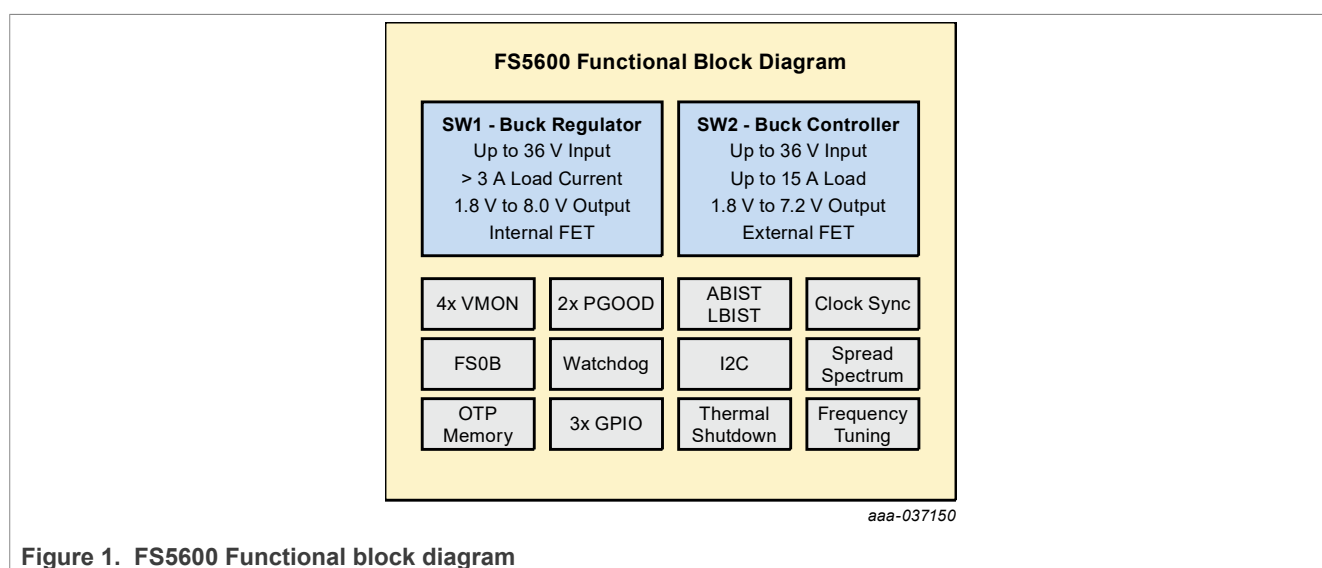 FS5600 Functional Block Diagram
SW1 - Buck Regulator
Up to 36 V Input
> 3 A Load Current
1.8 V to 8.0 V Output
Internal FET
SW2 - Buck Controller
Up to 36 V Input
Up to 15 A Load
1.8 V to 7.2 V Output
External FET
4x VMON
2x PGOOD
ABIST
LBIST
Clock Sync
FS0B
Watchdog
I2C
Spread
Spectrum
OTP
Memory
3x GPIO
Thermal
Shutdown
Frequency
Tuning
aaa-037150
Figure 1. FS5600 Functional block diagram